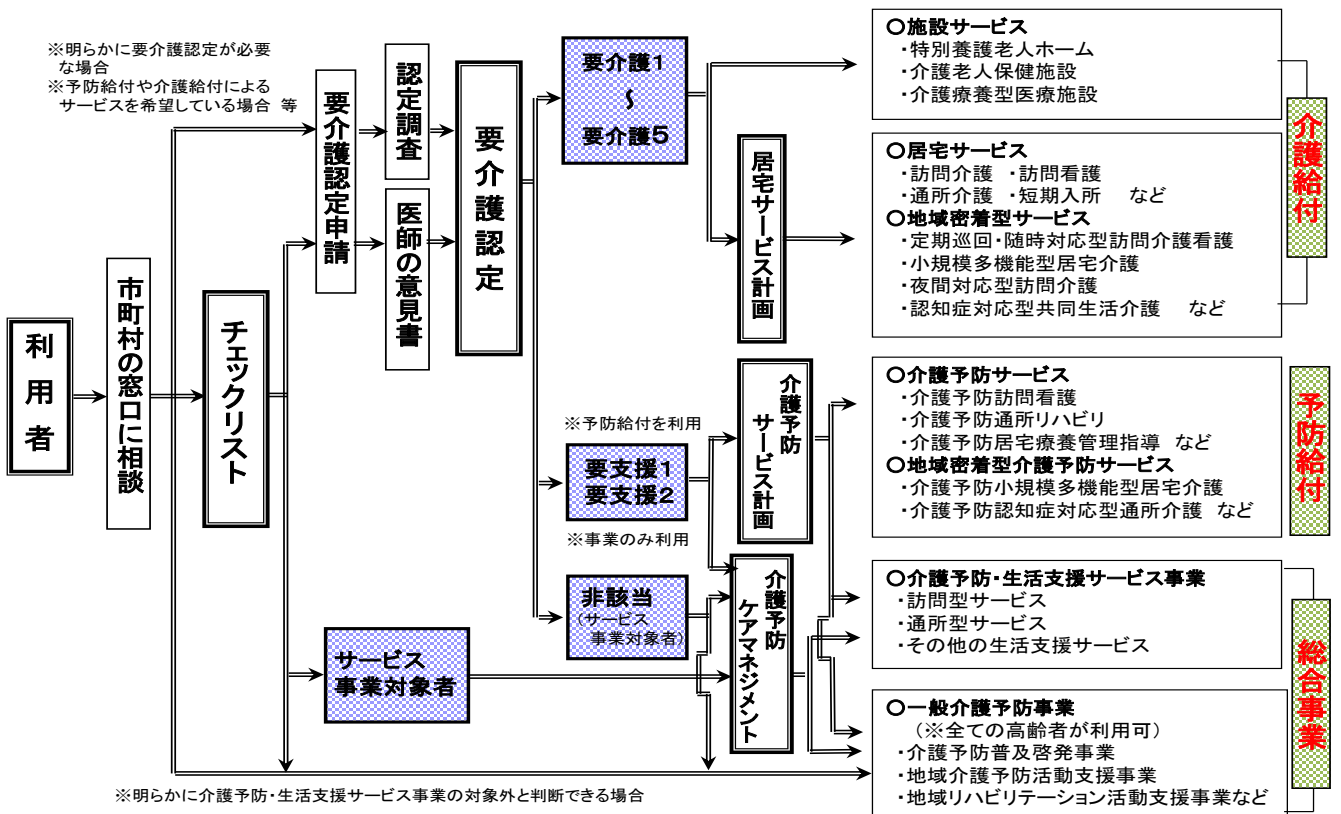 ※明らかに要介護認定が必要
な場合
※予防給付や介護給付による
サービスを希望している場合 等
利用者
市町村の窓口に相談
チェックリスト
要介護認定申請
認定調査
医師の意見書
要介護認定
要介護1
~
要介護5
※予防給付を利用
要支援1
要支援2
※事業のみ利用
非該当
(サービス
事業対象者)
サービス
事業対象者
居宅サービス計画
介護予防
サービス計画
介護予防
ケアマネジメント
○施設サービス
・特別養護老人ホーム
・介護老人保健施設
・介護療養型医療施設
○居宅サービス
・訪問介護 ・訪問看護
・通所介護 ・短期入所 など
○地域密着型サービス
・定期巡回・随時対応型訪問介護看護
・小規模多機能型居宅介護
・夜間対応型訪問介護
・認知症対応型共同生活介護 など
介護給付
○介護予防サービス
・介護予防訪問看護
・介護予防通所リハビリ
・介護予防居宅療養管理指導 など
○地域密着型介護予防サービス
・介護予防小規模多機能型居宅介護
・介護予防認知症対応型通所介護 など
予防給付
○介護予防・生活支援サービス事業
・訪問型サービス
・通所型サービス
・その他の生活支援サービス
○一般介護予防事業
(※全ての高齢者が利用可)
・介護予防普及啓発事業
・地域介護予防活動支援事業
・地域リハビリテーション活動支援事業など
総合事業
※明らかに介護予防・生活支援サービス事業の対象外と判断できる場合